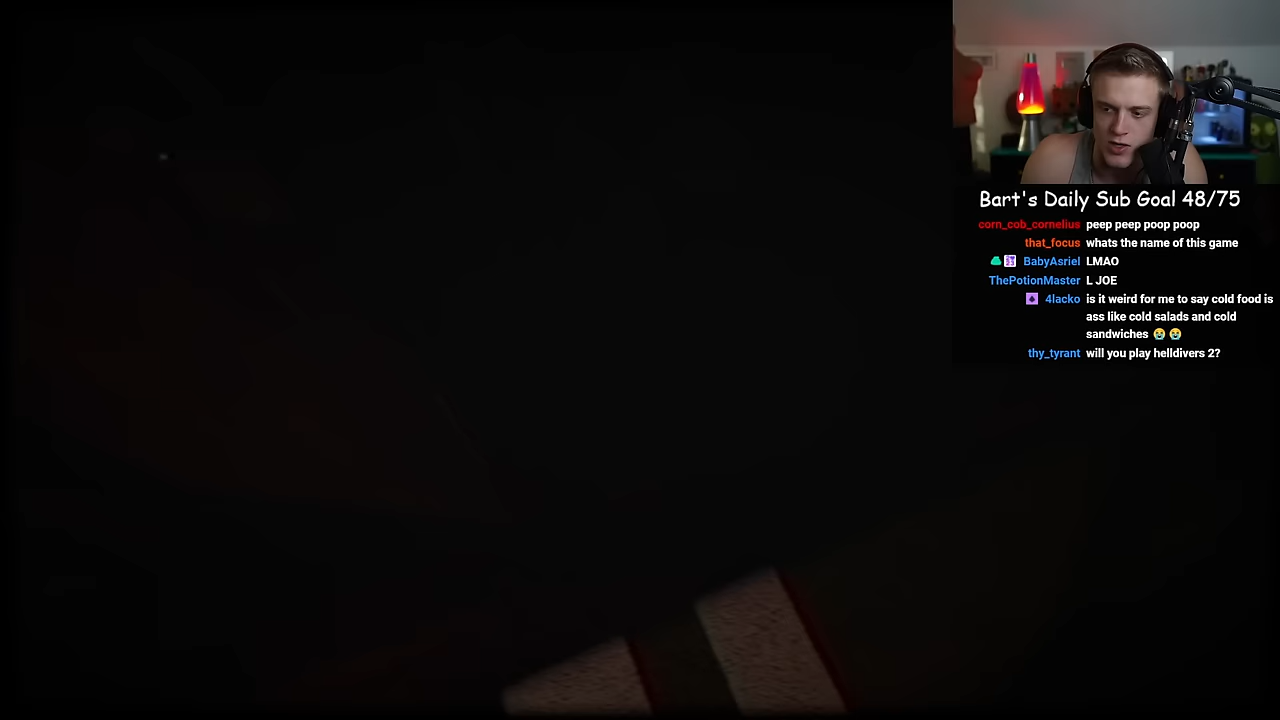 Bart's Daily Sub Goal 48/75
corn_cob_cornelius peep peep poop poop
that_focus whats the name of this game
BabyAsriel LMAO
ThePotionMaster L JOE
4lacko is it weird for me to say cold food is
ass like cold salads and cold
sandwiches 😭 😭
thy_tyrant will you play helldivers 2?